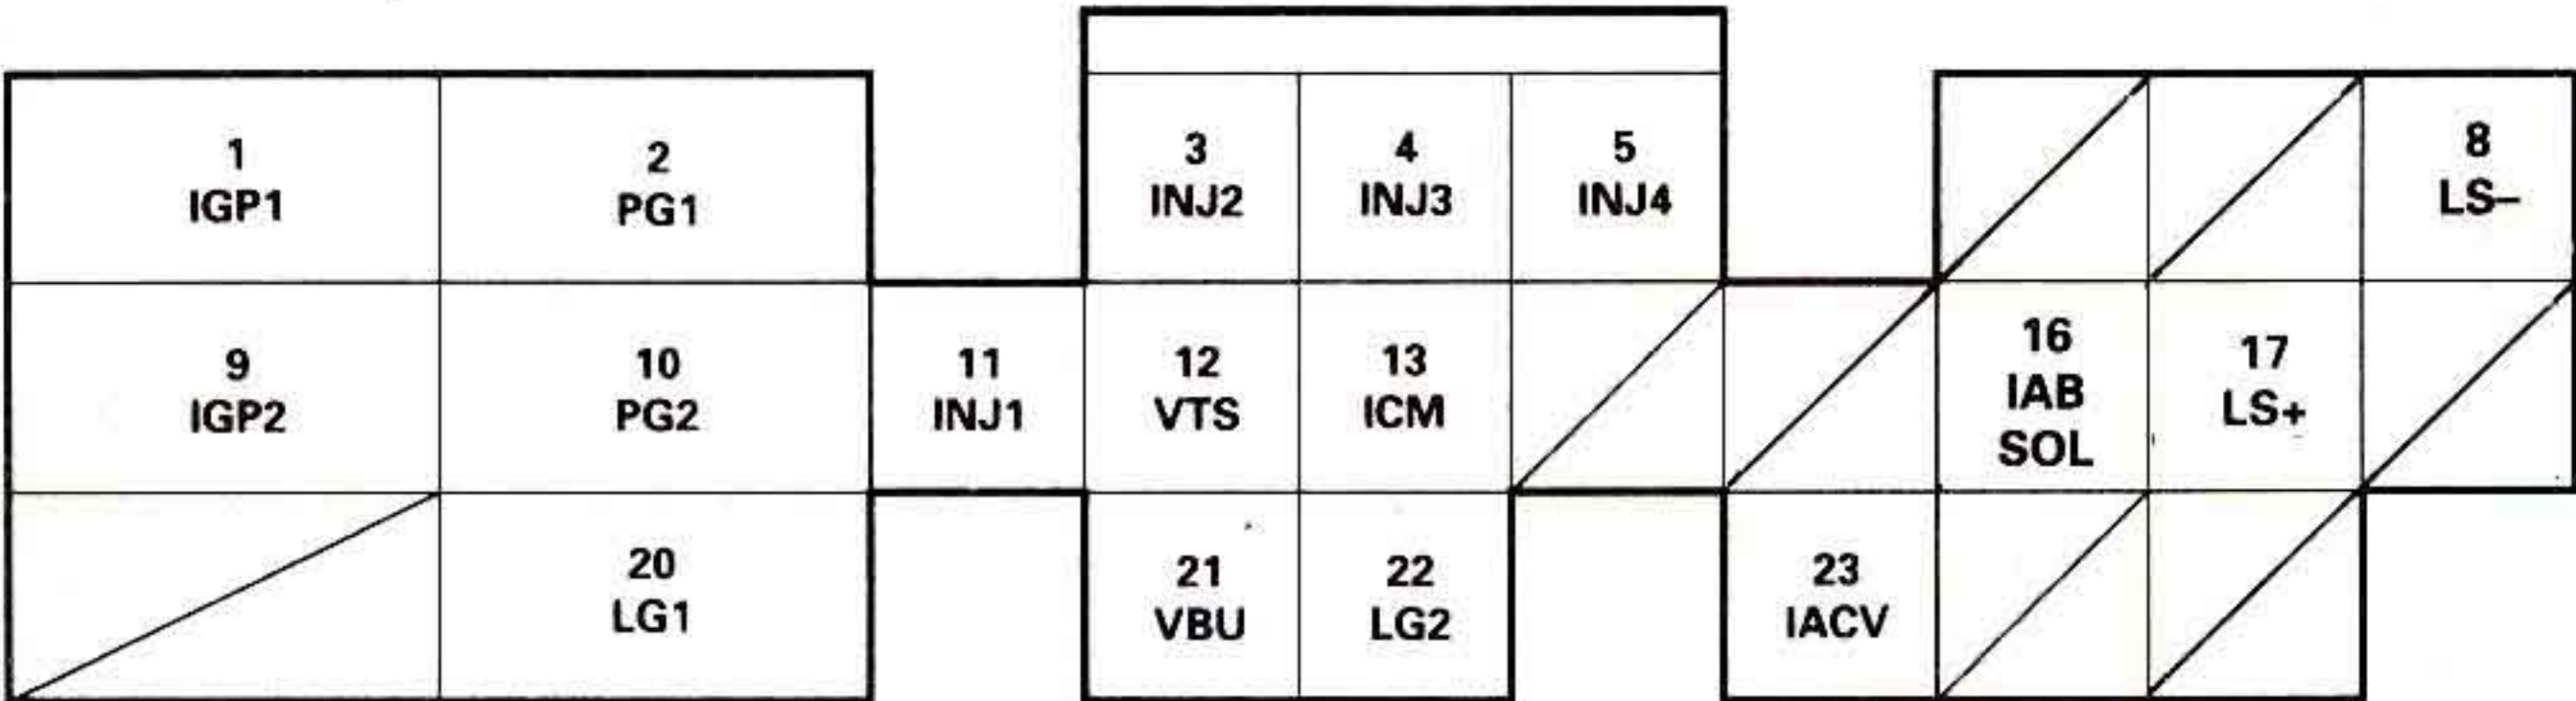 1
IGP1
2
PG1
3
INJ2
4
INJ3
5
INJ4
8
LS–
9
IGP2
10
PG2
11
INJ1
12
VTS
13
ICM
16
IAB
SOL
17
LS+
20
LG1
21
VBU
22
LG2
23
IACV